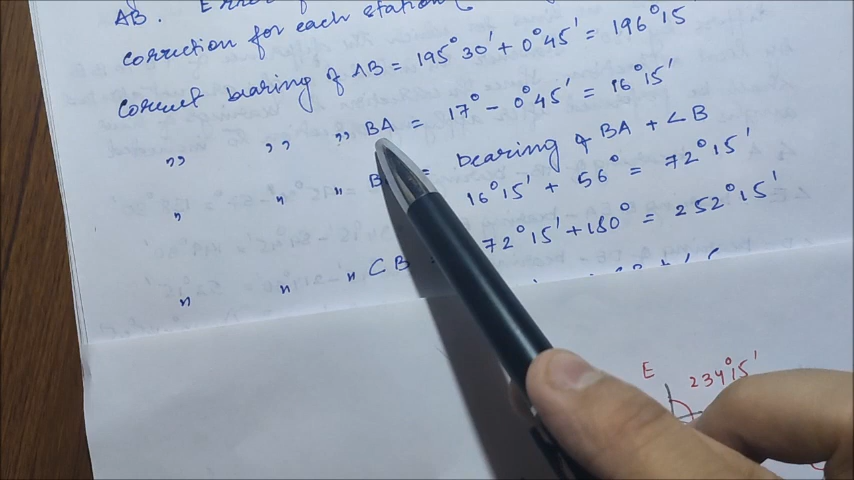 AB. Error
correction for each station
correct bearing of AB = 195°30' + 0°45' = 196°15'
,, ,, ,, BA = 17° - 0°45' = 16°15'
" " B = bearing of BA + ∠B
16°15' + 56° = 72°15'
" " " CB = 72°15' + 180° = 252°15'
E 234°15'